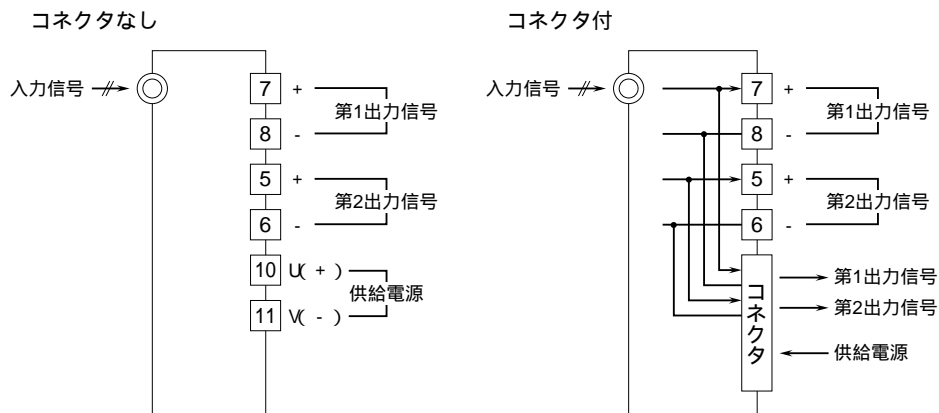 コネクタなし
入力信号
7 +
第1出力信号
8 -
5 +
第2出力信号
6 -
10 U( + )
供給電源
11 V( - )
コネクタ付
入力信号
7 +
第1出力信号
8 -
5 +
第2出力信号
6 -
コネクタ
第1出力信号
第2出力信号
供給電源